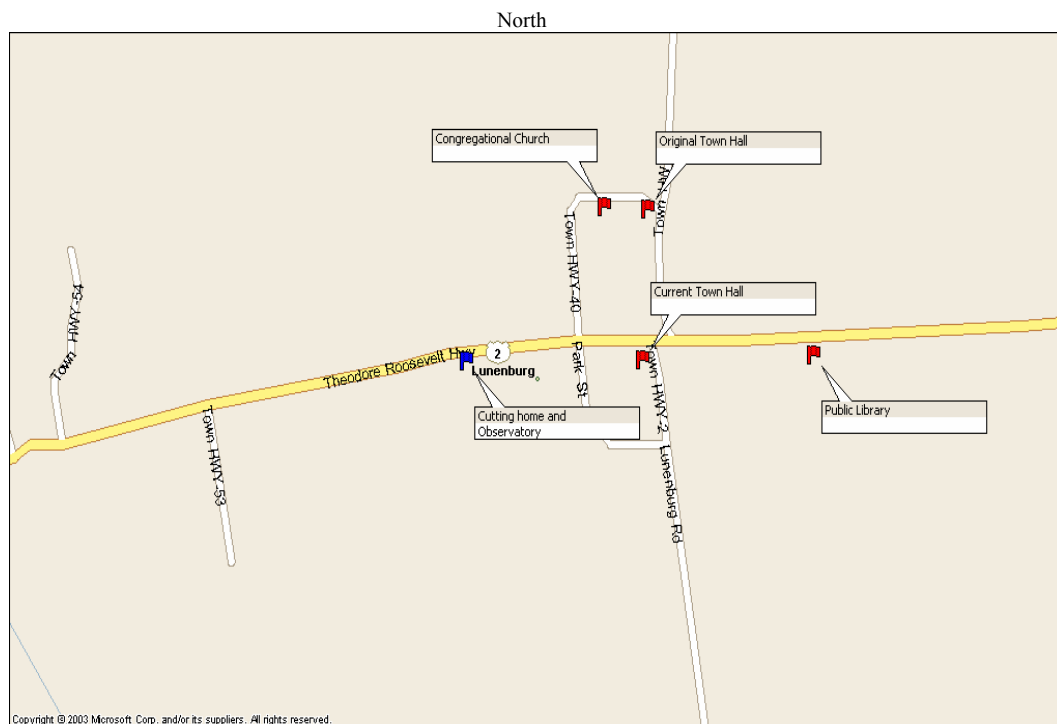 North
Congregational Church
Original Town Hall
Town HW
Town HWY-40
Town HWY-54
Current Town Hall
Theodore Roosevelt Hwy
2
Lunenburg
Park St
Town HWY-2
Cutting home and
Observatory
Public Library
Town HWY-53
Lunenburg Rd
Copyright © 2003 Microsoft Corp. and/or its suppliers. All rights reserved.